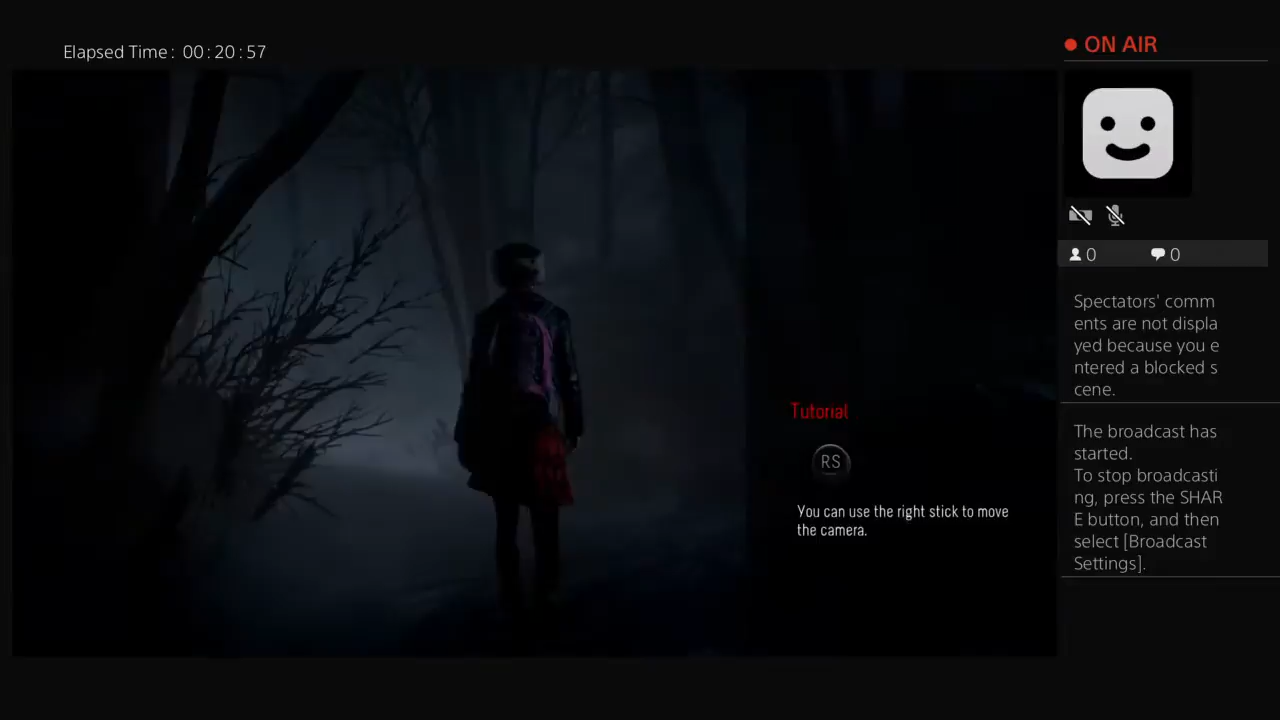 Elapsed Time: 00:20:57
ON AIR
0
0
Spectators' comm
ents are not displa
yed because you e
ntered a blocked s
cene.
The broadcast has
started.
To stop broadcasti
ng, press the SHAR
E button, and then
select [Broadcast
Settings].
Tutorial
RS
You can use the right stick to move
the camera.